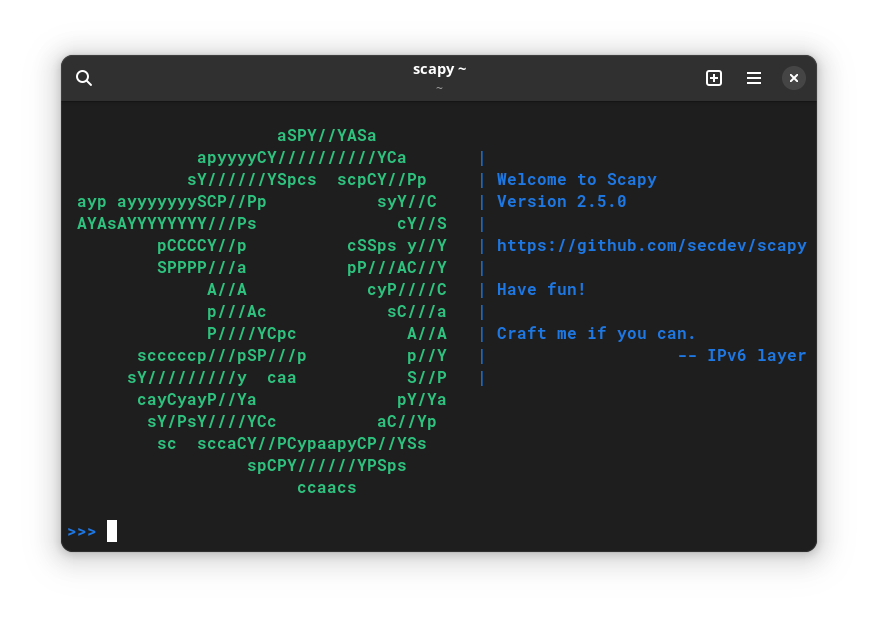 scapy ~
~
                     aSPY//YASa
             apyyyyCY//////////YCa       |
            sY//////YSpcs  scpCY//Pp     | Welcome to Scapy
 ayp ayyyyyyySCP//Pp           syY//C    | Version 2.5.0
 AYAsAYYYYYYYY///Ps              cY//S   |
         pCCCCY//p          cSSps y//Y   | https://github.com/secdev/scapy
         SPPPP///a          pP///AC//Y   |
              A//A            cyP////C   | Have fun!
              p///Ac            sC///a   |
              P////YCpc           A//A   | Craft me if you can.
       scccccp///pSP///p          p//Y   |                   -- IPv6 layer
      sY/////////y  caa           S//P   |
       cayCyayP//Ya              pY/Ya
        sY/PsY////YCc          aC//Yp
         sc  sccaCY//PCypaapyCP//YSs
                  spCPY//////YPSps
                       ccaacs
>>>